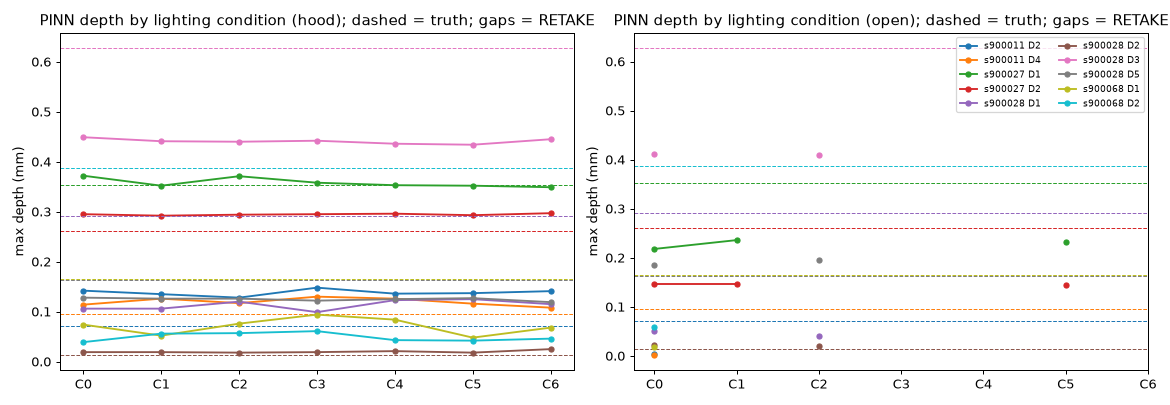 PINN depth by lighting condition (hood); dashed = truth; gaps = RETAKE
max depth (mm)
0.6
0.5
0.4
0.3
0.2
0.1
0.0
C0 C1 C2 C3 C4 C5 C6
PINN depth by lighting condition (open); dashed = truth; gaps = RETAKE
max depth (mm)
0.6
0.5
0.4
0.3
0.2
0.1
0.0
s900011 D2 s900028 D2
s900011 D4 s900028 D3
s900027 D1 s900028 D5
s900027 D2 s900068 D1
s900028 D1 s900068 D2
C0 C1 C2 C3 C4 C5 C6